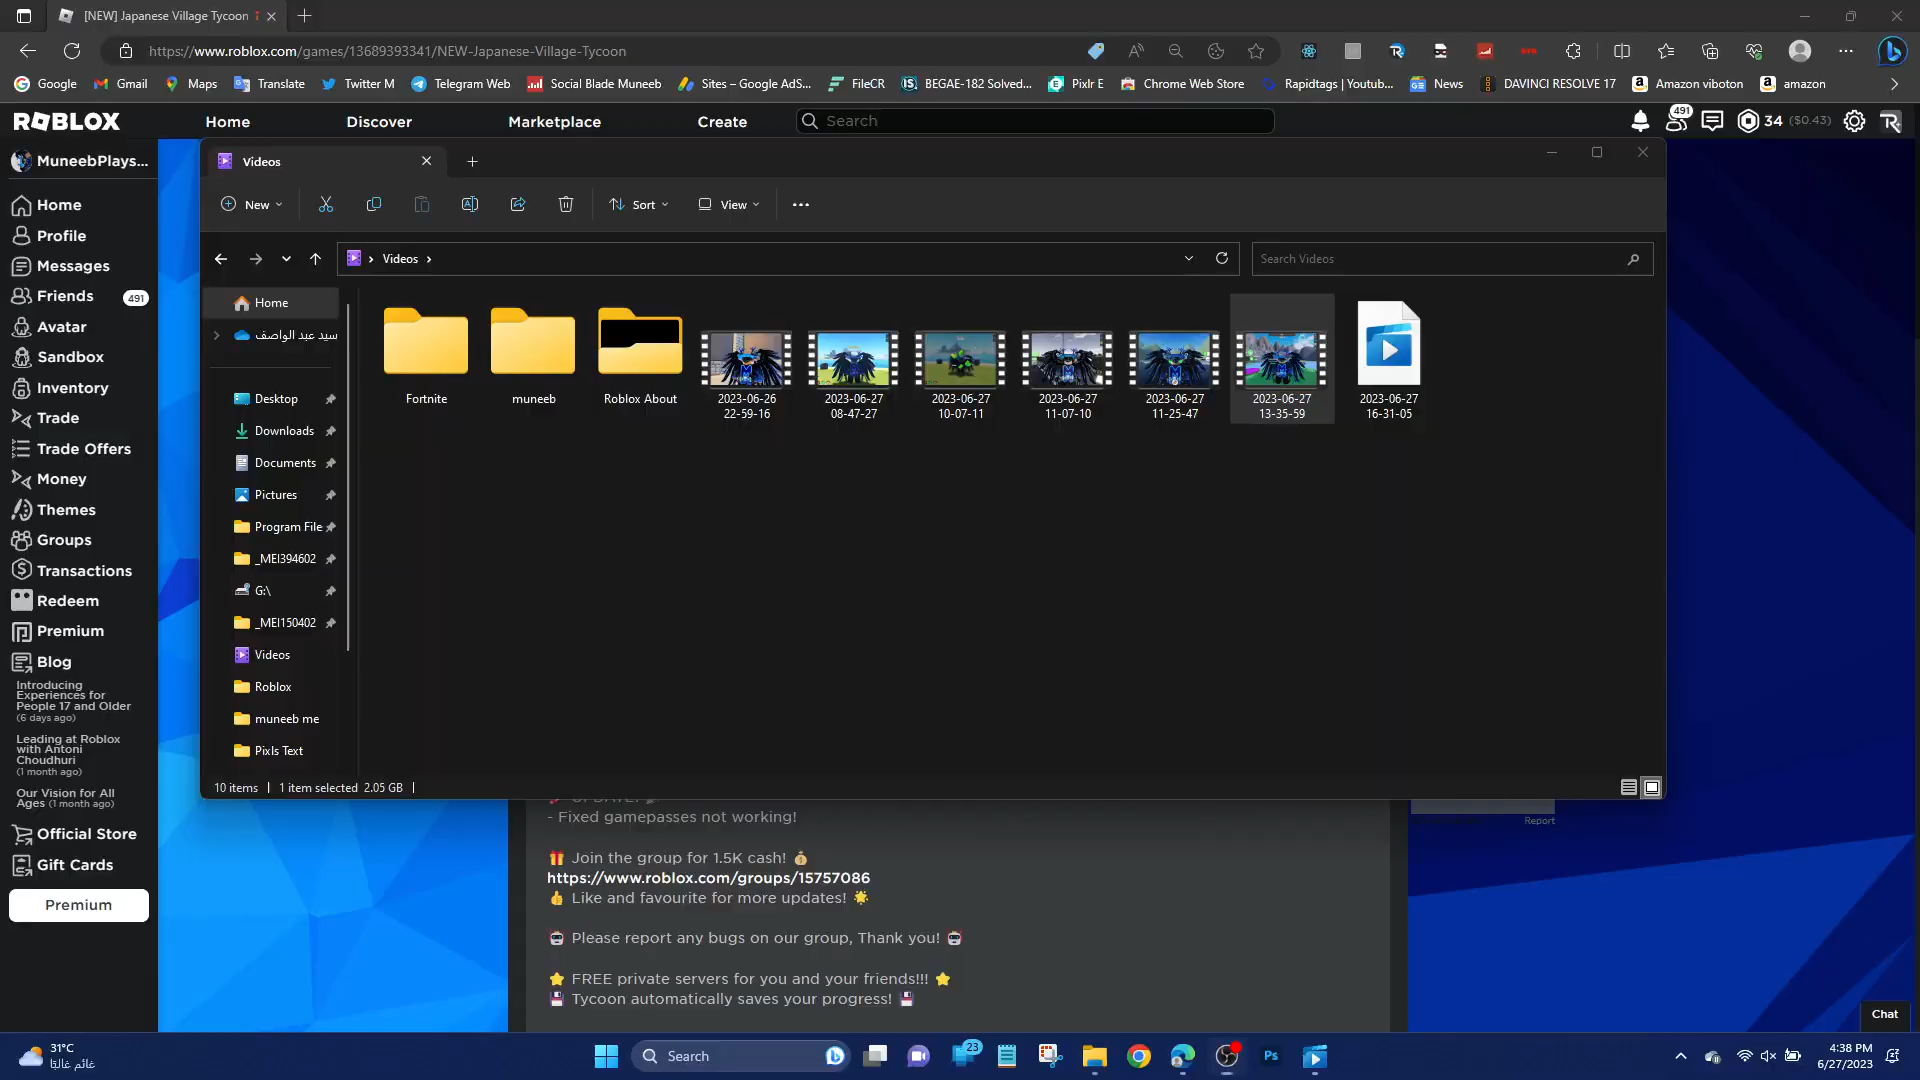 [NEW] Japanese Village Tycoon
https://www.roblox.com/games/13689393341/NEW-Japanese-Village-Tycoon
Google
Gmail
Maps
Translate
Twitter M
Telegram Web
Social Blade Muneeb
Sites – Google AdS...
FileCR
BEGAE-182 Solved...
Pixlr E
Chrome Web Store
Rapidtags | Youtub...
News
DAVINCI RESOLVE 17
Amazon viboton
amazon
ROBLOX
Home
Discover
Marketplace
Create
Search
491
34
($0.43)
MuneebPlays...
Home
Profile
Messages
Friends
491
Avatar
Sandbox
Inventory
Trade
Trade Offers
Money
Themes
Groups
Transactions
Redeem
Premium
Blog
Introducing
Experiences for
People 17 and Older
(6 days ago)
Leading at Roblox
with Antoni
Choudhuri
(1 month ago)
Our Vision for All
Ages (1 month ago)
Official Store
Gift Cards
Premium
Videos
New
Sort
View
Videos
Search Videos
Home
سيد عبد الواصف
Desktop
Downloads
Documents
Pictures
Program File
_MEI394602
G:\
_MEI150402
Videos
Roblox
muneeb me
Pixls Text
Fortnite
muneeb
Roblox About
2023-06-26
22-59-16
2023-06-27
08-47-27
2023-06-27
10-07-11
2023-06-27
11-07-10
2023-06-27
11-25-47
2023-06-27
13-35-59
2023-06-27
16-31-05
10 items
1 item selected 2.05 GB
- Fixed gamepasses not working!
🎁 Join the group for 1.5K cash! 💰
https://www.roblox.com/groups/15757086
👍 Like and favourite for more updates! 🌟
Please report any bugs on our group, Thank you!
⭐ FREE private servers for you and your friends!!! ⭐
💾 Tycoon automatically saves your progress! 💾
Report
Chat
31°C
غائم غالبًا
Search
23
Ps
4:38 PM
6/27/2023